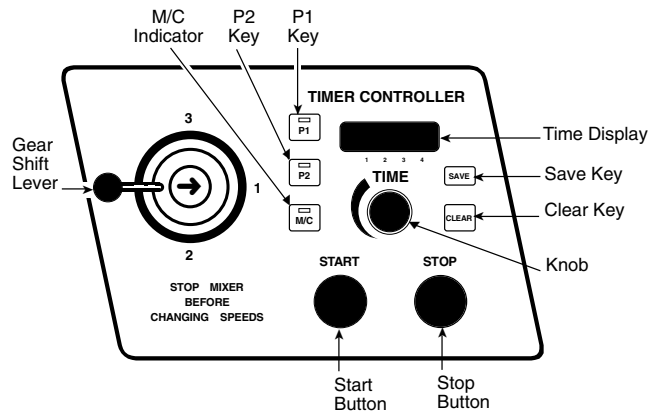 M/C
Indicator
P2
Key
P1
Key
TIMER CONTROLLER
3
P1
Time Display
1 2 3 4
Gear
Shift
Lever
P2
TIME
SAVE
Save Key
1
M/C
CLEAR
Clear Key
2
Knob
START
STOP
STOP MIXER
BEFORE
CHANGING SPEEDS
Start
Button
Stop
Button